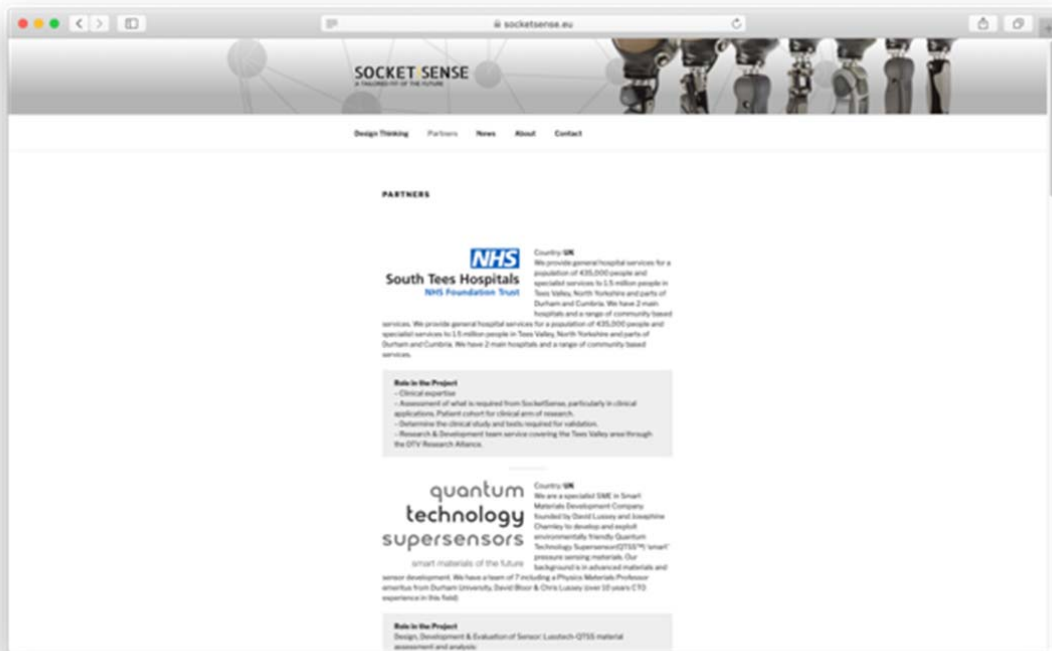 socketsense.eu
SOCKET SENSE
A TAILORED FIT OF THE FUTURE
Design Thinking Partners News About Contact
PARTNERS
NHS
South Tees Hospitals
NHS Foundation Trust
Country: UK
We provide general hospital services for a
population of 435,000 people and
specialist services to 1.5 million people in
Tees Valley, North Yorkshire and parts of
Durham and Cumbria. We have 2 main
hospitals and a range of community based
services. We provide general hospital services for a population of 435,000 people and
specialist services to 1.5 million people in Tees Valley, North Yorkshire and parts of
Durham and Cumbria. We have 2 main hospitals and a range of community based
services.
Role in the Project
– Clinical expertise
– Assessment of what is required from SocketSense, particularly in clinical
applications. Patient cohort for clinical arm of research.
– Determine the clinical study and tests required for validation.
– Research & Development team service covering the Tees Valley area through
the DTV Research Alliance.
quantum
technology
supersensors
smart materials of the future
Country: UK
We are a specialist SME in Smart
Materials Development Company
founded by David Lussey and Josephine
Charnley to develop and exploit
environmentally friendly Quantum
Technology Supersensor(QTSS™) 'smart'
pressure sensing materials. Our
background is in advanced materials and
sensor development. We have a team of 7 including a Physics Materials Professor
emeritus from Durham University, David Bloor & Chris Lussey (over 10 years CTO
experience in this field)
Role in the Project
Design, Development & Evaluation of Sensor: Lusstech-QTSS material
assessment and analysis: